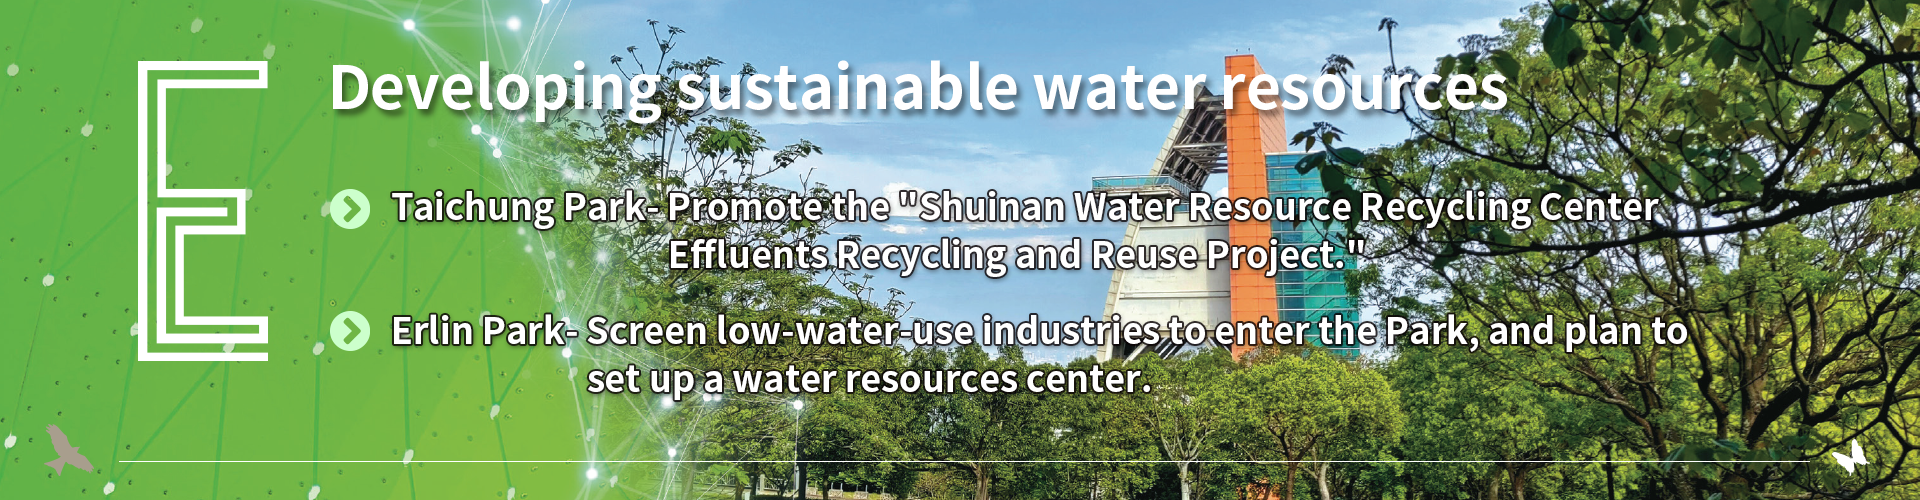 E
Developing sustainable water resources
Taichung Park- Promote the "Shuinan Water Resource Recycling Center
Effluents Recycling and Reuse Project."
Erlin Park- Screen low-water-use industries to enter the Park, and plan to
set up a water resources center.